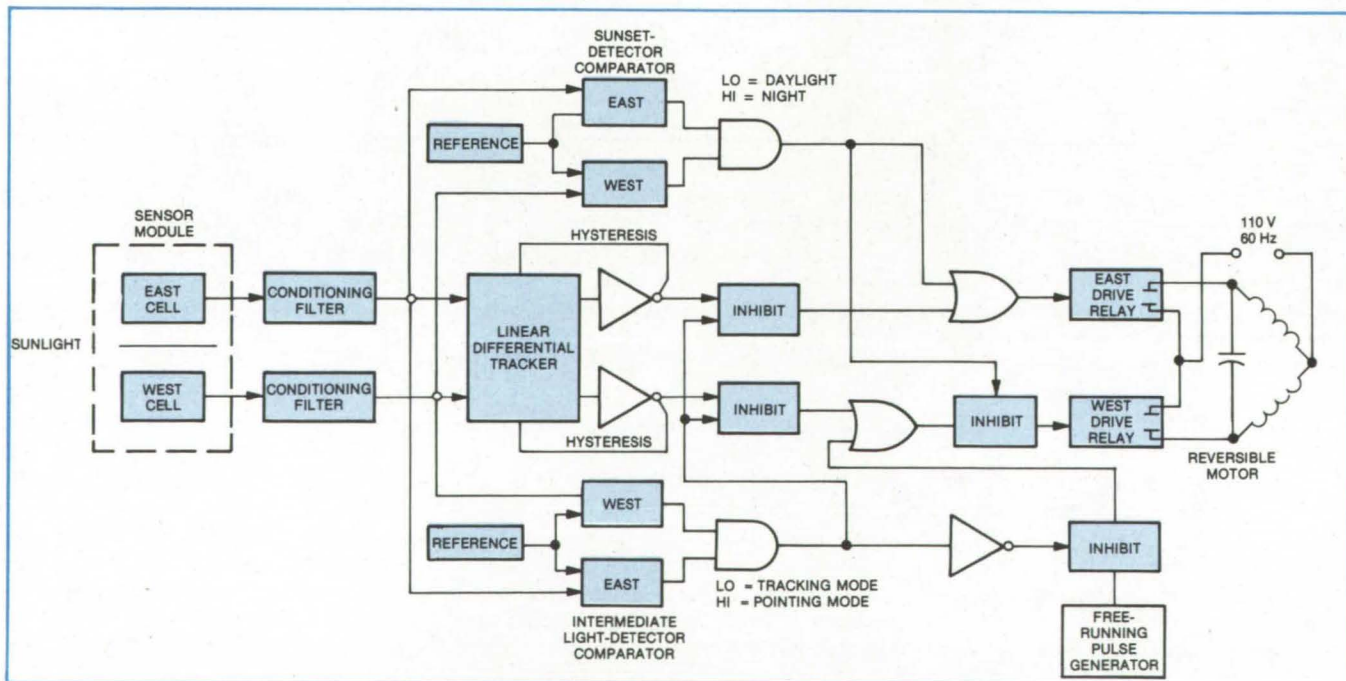 SUNSET-
DETECTOR
COMPARATOR
EAST
LO = DAYLIGHT
HI = NIGHT
REFERENCE
WEST
SENSOR
MODULE
HYSTERESIS
110 V
60 Hz
EAST
CELL
CONDITIONING
FILTER
LINEAR
DIFFERENTIAL
TRACKER
INHIBIT
EAST
DRIVE
RELAY
SUNLIGHT
WEST
CELL
CONDITIONING
FILTER
INHIBIT
INHIBIT
WEST
DRIVE
RELAY
HYSTERESIS
REVERSIBLE
MOTOR
WEST
REFERENCE
INHIBIT
EAST
LO = TRACKING MODE
HI = POINTING MODE
INTERMEDIATE
LIGHT-DETECTOR
COMPARATOR
FREE-
RUNNING
PULSE
GENERATOR